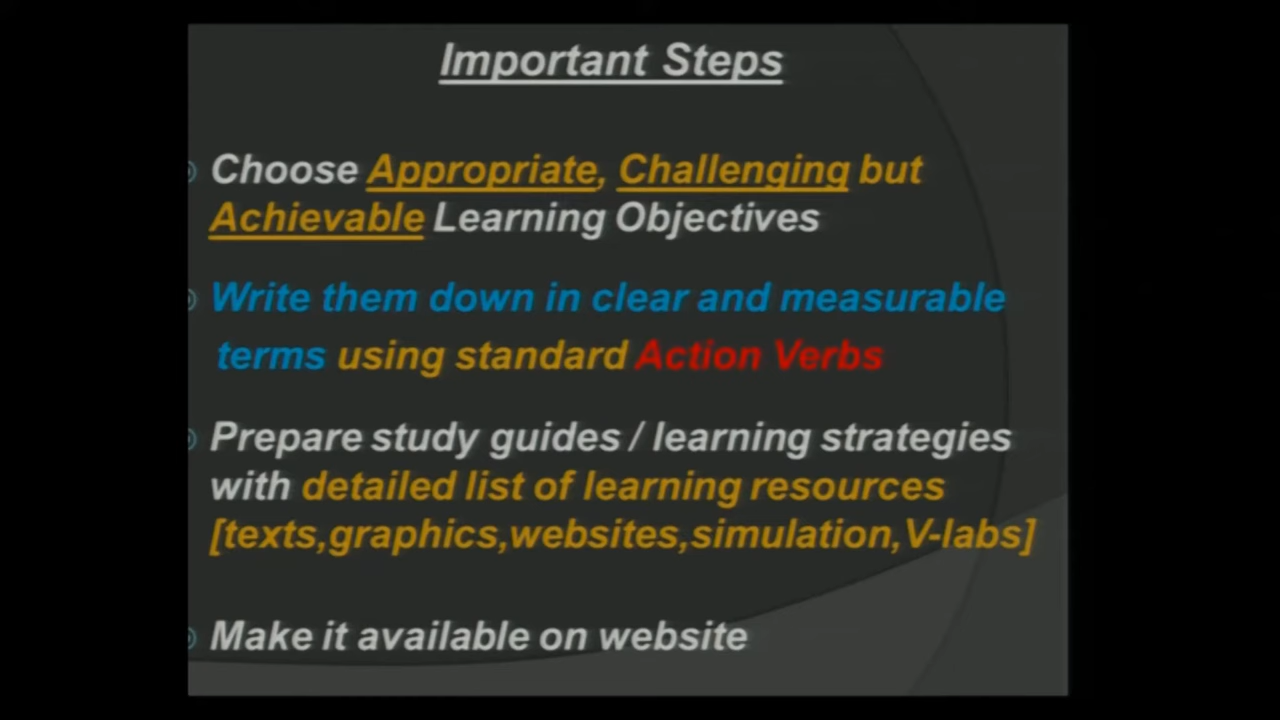 Important Steps
Choose Appropriate, Challenging but
Achievable Learning Objectives
Write them down in clear and measurable
terms using standard Action Verbs
Prepare study guides / learning strategies
with detailed list of learning resources
[texts,graphics,websites,simulation,V-labs]
Make it available on website